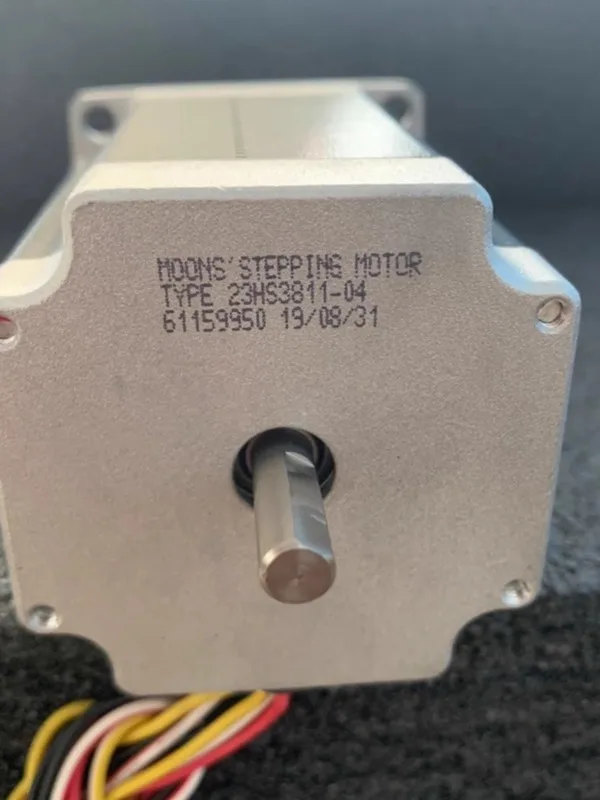 MOONS' STEPPING MOTOR
TYPE 23HS3811-04
61159950 19/08/31